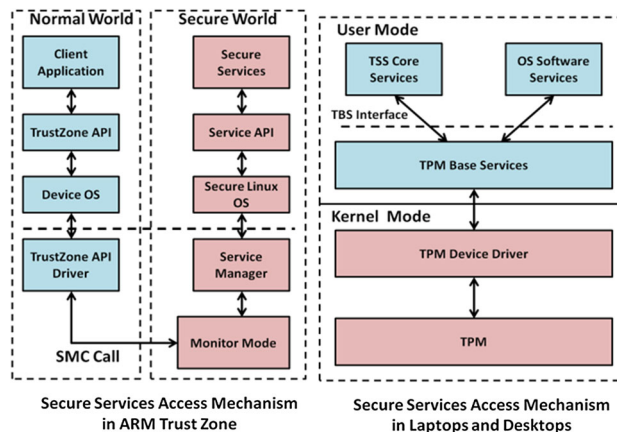 Normal World
Client
Application
TrustZone API
Device OS
TrustZone API
Driver
SMC Call
Secure World
Secure
Services
Service API
Secure Linux
OS
Service
Manager
Monitor Mode
Secure Services Access Mechanism
in ARM Trust Zone
User Mode
TSS Core
Services
OS Software
Services
TBS Interface
TPM Base Services
Kernel Mode
TPM Device Driver
TPM
Secure Services Access Mechanism
in Laptops and Desktops